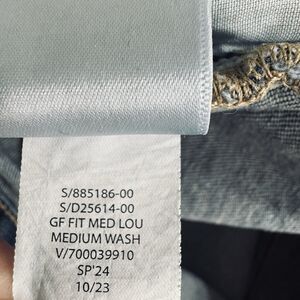 S/885186-00
S/D25614-00
GF FIT MED LOU
MEDIUM WASH
V/700039910
SP'24
10/23